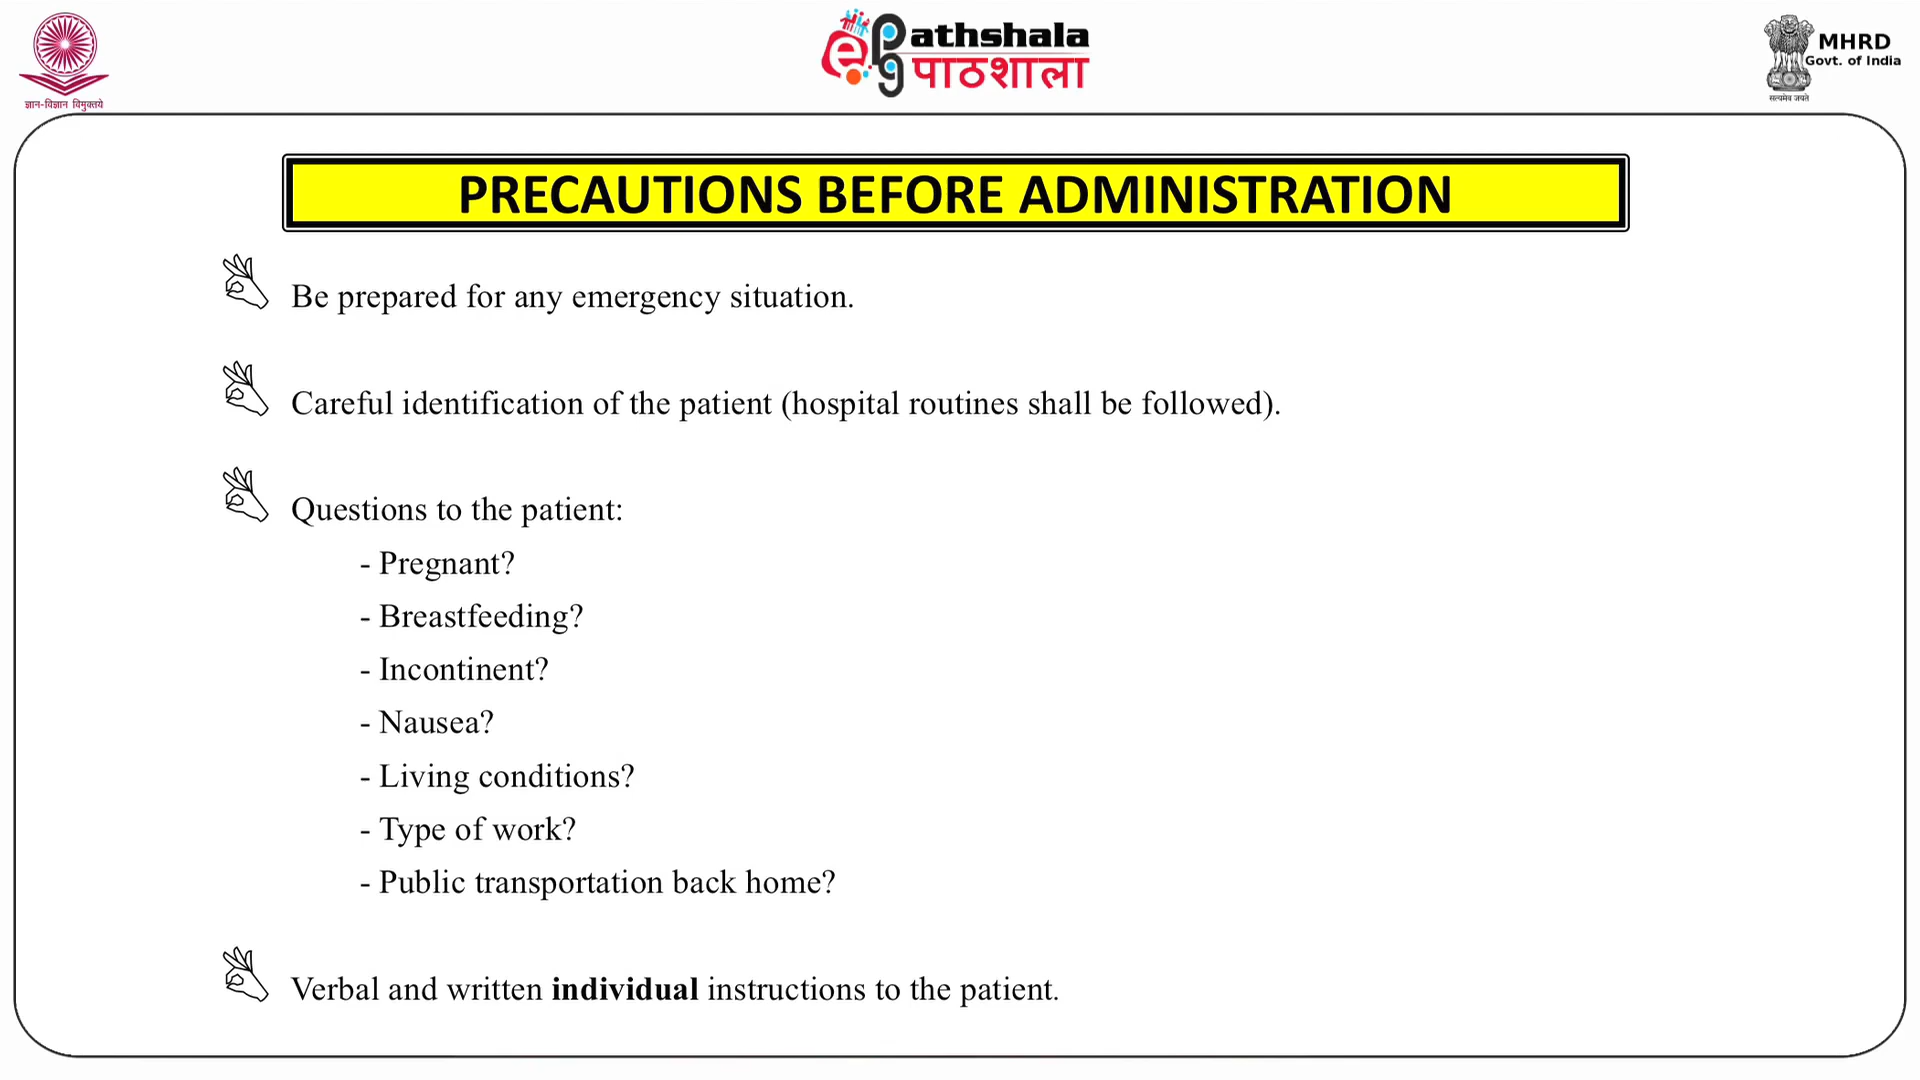 ज्ञान-विज्ञान विमुक्तये
ePathshala
पाठशाला
MHRD
Govt. of India
सत्यमेव जयते
PRECAUTIONS BEFORE ADMINISTRATION
Be prepared for any emergency situation.
Careful identification of the patient (hospital routines shall be followed).
Questions to the patient:
- Pregnant?
- Breastfeeding?
- Incontinent?
- Nausea?
- Living conditions?
- Type of work?
- Public transportation back home?
Verbal and written individual instructions to the patient.